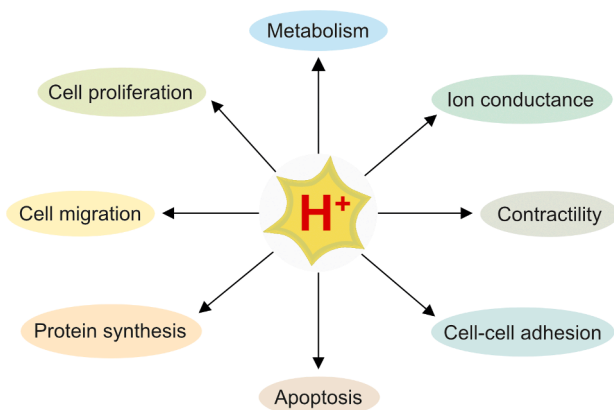 Metabolism
Cell proliferation
Ion conductance
Cell migration
H+
Contractility
Protein synthesis
Cell-cell adhesion
Apoptosis